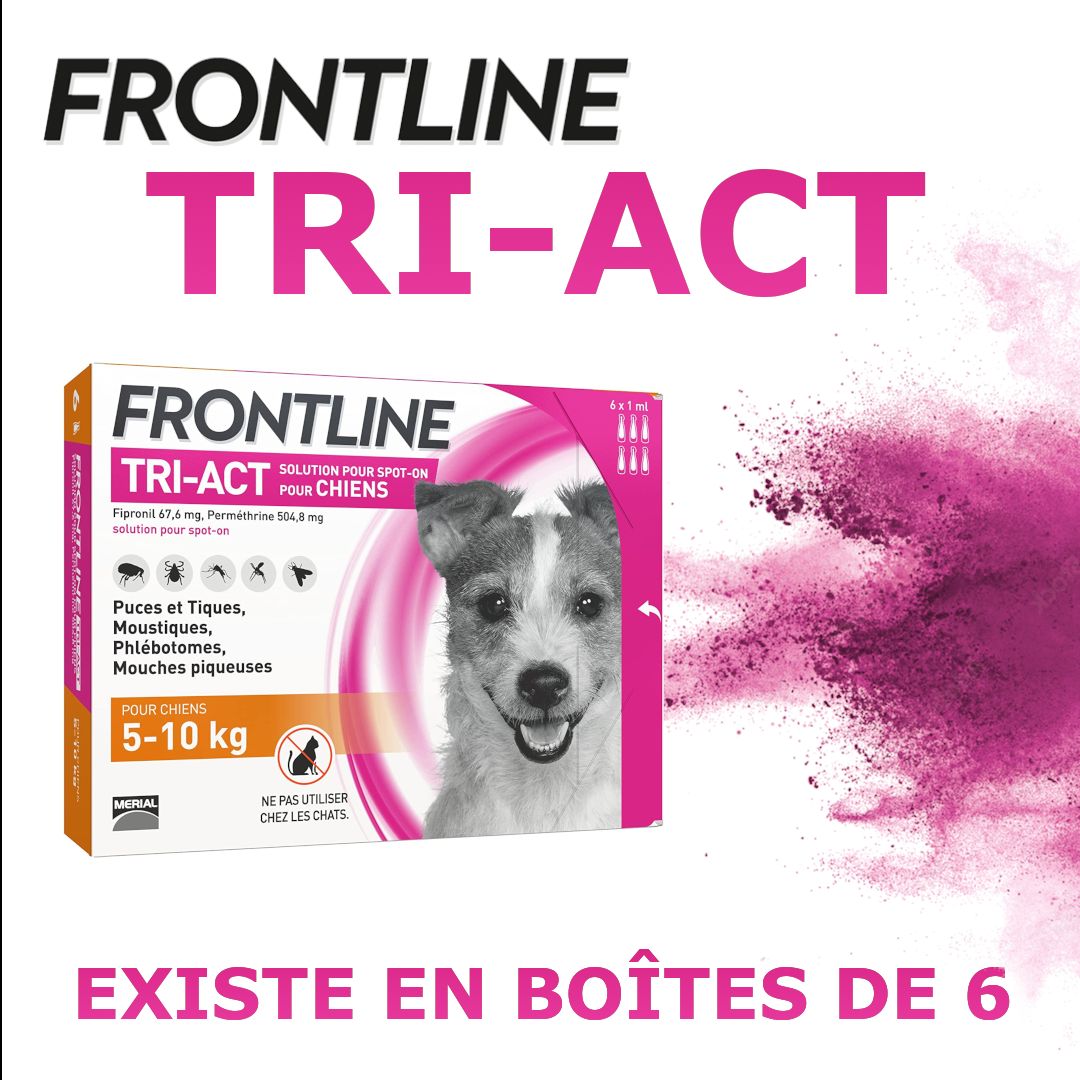 FRONTLINE
TRI-ACT
FRONTLINE
TRI-ACT SOLUTION POUR SPOT-ON
POUR CHIENS
Fipronil 67,6 mg, Perméthrine 504,8 mg
solution pour spot-on
6 x 1 ml
Puces et Tiques,
Moustiques,
Phlébotomes,
Mouches piqueuses
POUR CHIENS
5-10 kg
NE PAS UTILISER
CHEZ LES CHATS.
MERIAL
EXISTE EN BOÎTES DE 6